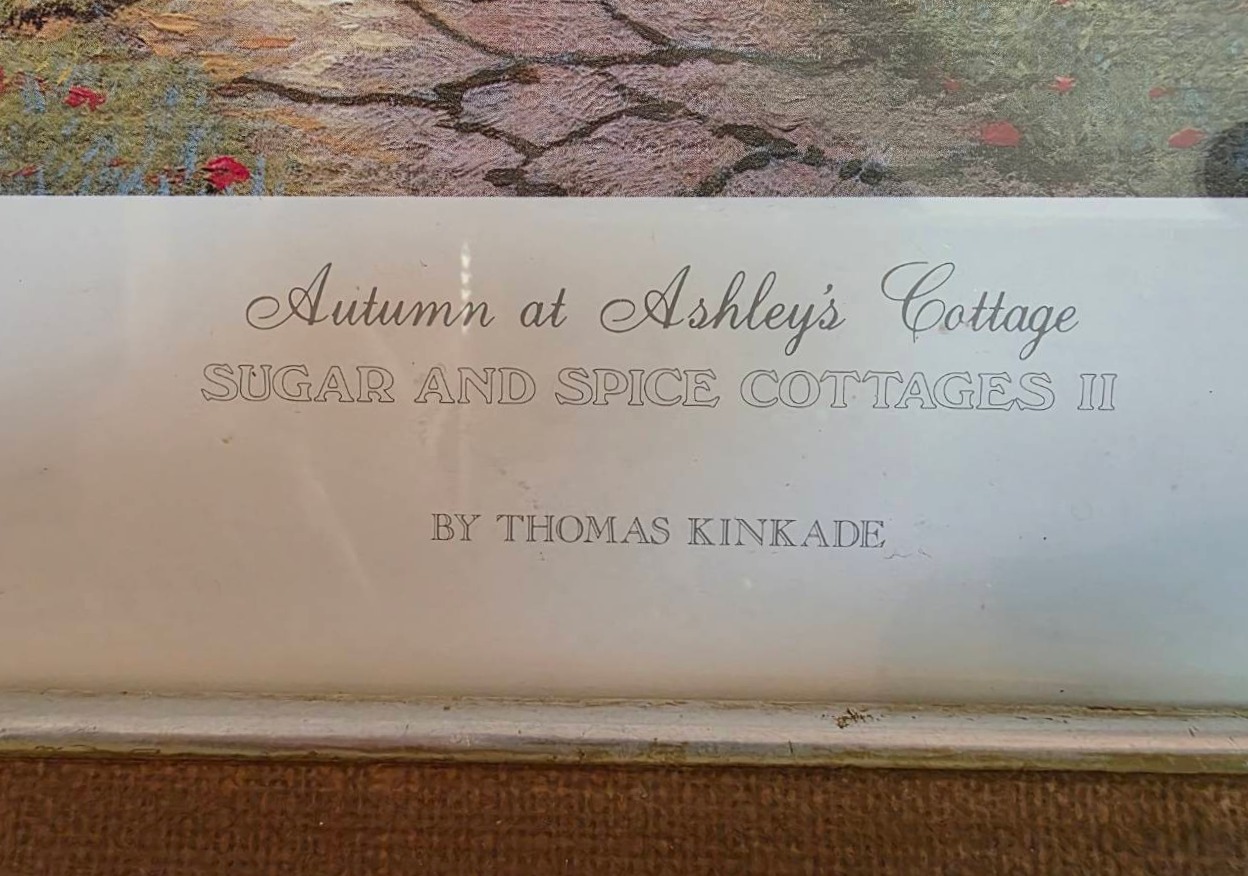 Autumn at Ashley's Cottage
SUGAR AND SPICE COTTAGES II
BY THOMAS KINKADE